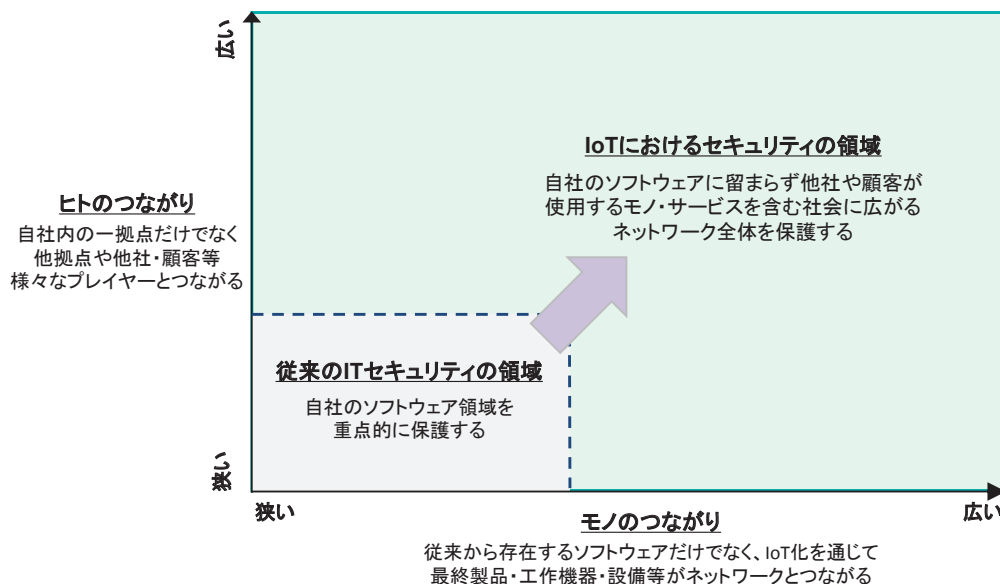 広い
IoTにおけるセキュリティの領域
自社のソフトウェアに留まらず他社や顧客が
使用するモノ・サービスを含む社会に広がる
ネットワーク全体を保護する
ヒトのつながり
自社内の一拠点だけでなく
他拠点や他社・顧客等
様々なプレイヤーとつながる
従来のITセキュリティの領域
自社のソフトウェア領域を
重点的に保護する
狭い
狭い
モノのつながり
広い
従来から存在するソフトウェアだけでなく、IoT化を通じて
最終製品・工作機器・設備等がネットワークとつながる